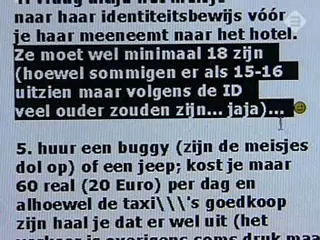 naar haar identiteitsbewijs vóór
je haar meeneemt naar het hotel.
Ze moet wel minimaal 18 zijn
(hoewel sommigen er als 15-16
uitzien maar volgens de ID
veel ouder zouden zijn... jaja)...
5. huur een buggy (zijn de meisjes
dol op) of een jeep; kost je maar
60 real (20 Euro) per dag en
alhoewel de taxi\\\'s goedkoop
zijn haal je dat er wel uit (het